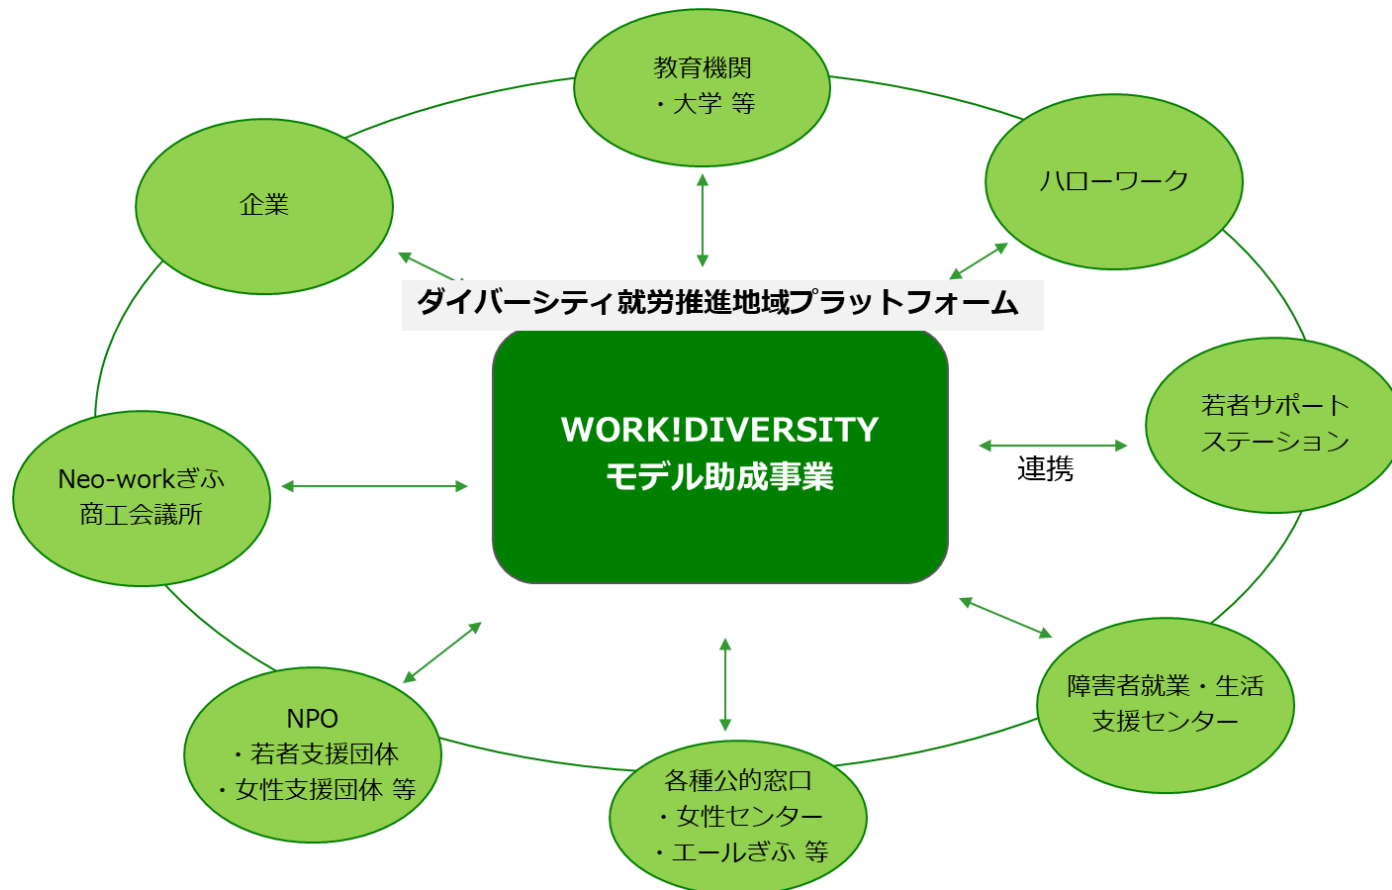 教育機関
・大学 等
企業
ハローワーク
ダイバーシティ就労推進地域プラットフォーム
WORK!DIVERSITY
モデル助成事業
若者サポート
ステーション
連携
Neo-workぎふ
商工会議所
障害者就業・生活
支援センター
NPO
・若者支援団体
・女性支援団体 等
各種公的窓口
・女性センター
・エールぎふ 等